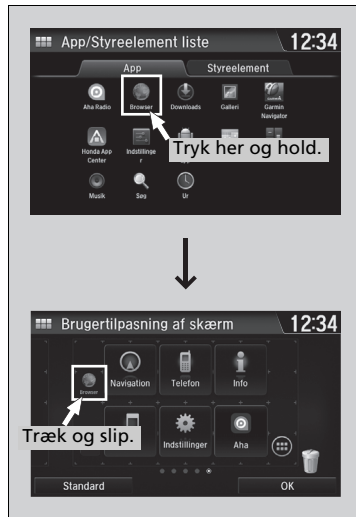 App/Styreelement liste
12:34
App
Styreelement
Aha Radio
Browser
Downloads
Galleri
Garmin
Navigator
Honda App
Center
Indstillinge
r
Tryk her og hold.
Musik
Søg
Ur
Brugertilpasning af skærm
12:34
Browser
Navigation
Telefon
Info
Træk og slip.
Indstillinger
Aha
Standard
OK